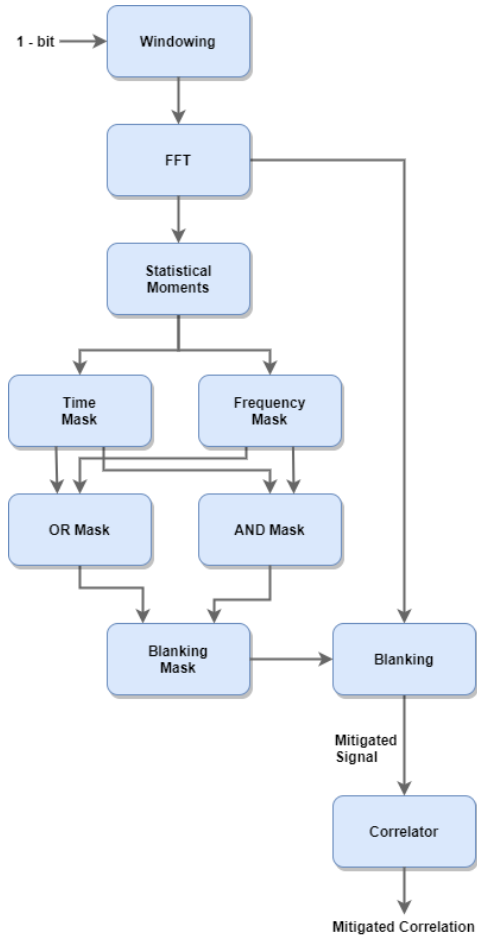 1 - bit
Windowing
FFT
Statistical
Moments
Time
Mask
Frequency
Mask
OR Mask
AND Mask
Blanking
Mask
Blanking
Mitigated
Signal
Correlator
Mitigated Correlation